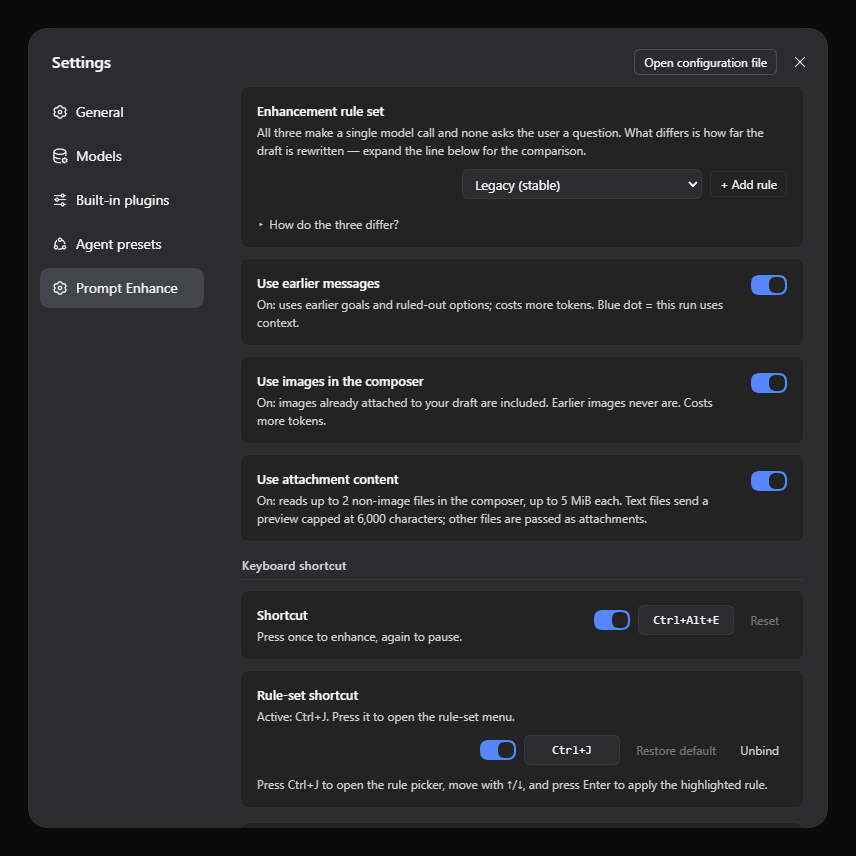 Settings
Open configuration file
General
Models
Built-in plugins
Agent presets
Prompt Enhance
Enhancement rule set
All three make a single model call and none asks the user a question. What differs is how far the
draft is rewritten — expand the line below for the comparison.
Legacy (stable)
+ Add rule
How do the three differ?
Use earlier messages
On: uses earlier goals and ruled-out options; costs more tokens. Blue dot = this run uses
context.
Use images in the composer
On: images already attached to your draft are included. Earlier images never are. Costs
more tokens.
Use attachment content
On: reads up to 2 non-image files in the composer, up to 5 MiB each. Text files send a
preview capped at 6,000 characters; other files are passed as attachments.
Keyboard shortcut
Shortcut
Press once to enhance, again to pause.
Ctrl+Alt+E
Reset
Rule-set shortcut
Active: Ctrl+J. Press it to open the rule-set menu.
Ctrl+J
Restore default
Unbind
Press Ctrl+J to open the rule picker, move with ↑/↓, and press Enter to apply the highlighted rule.